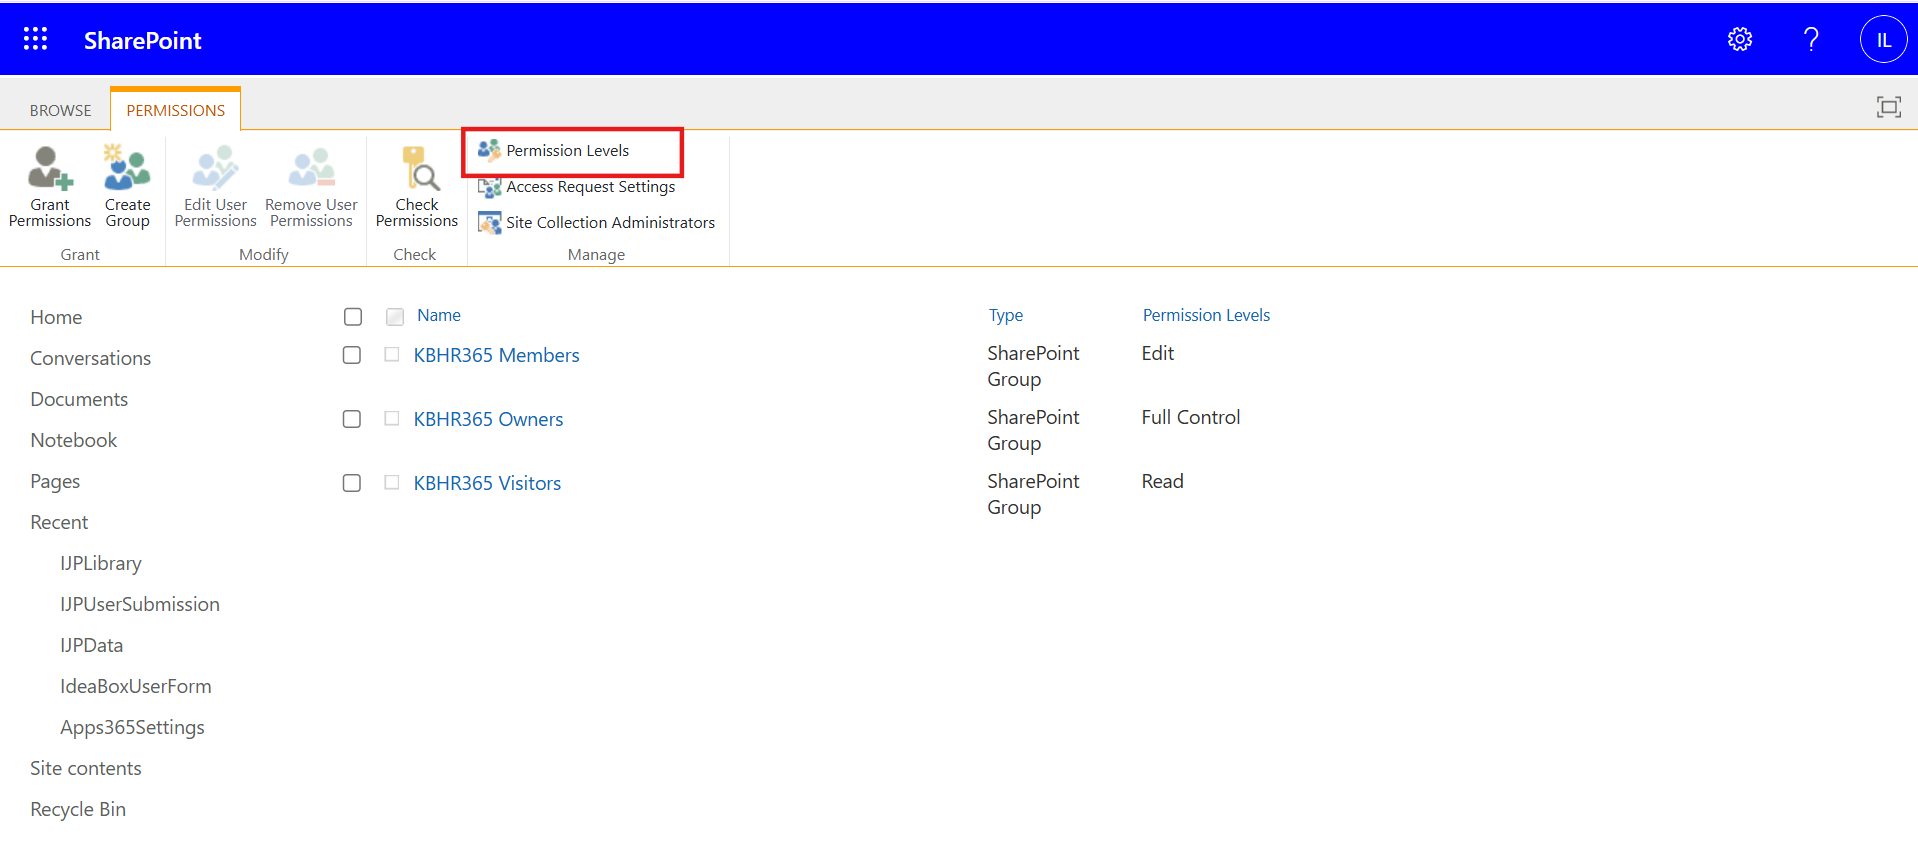 SharePoint
?
IL
BROWSE
PERMISSIONS
Grant
Permissions
Create
Group
Grant
Edit User
Permissions
Remove User
Permissions
Modify
Check
Permissions
Check
Permission Levels
Access Request Settings
Site Collection Administrators
Manage
Home
Conversations
Documents
Notebook
Pages
Recent
IJPLibrary
IJPUserSubmission
IJPData
IdeaBoxUserForm
Apps365Settings
Site contents
Recycle Bin
Name Type Permission Levels
KBHR365 Members SharePoint Edit
Group
KBHR365 Owners SharePoint Full Control
Group
KBHR365 Visitors SharePoint Read
Group